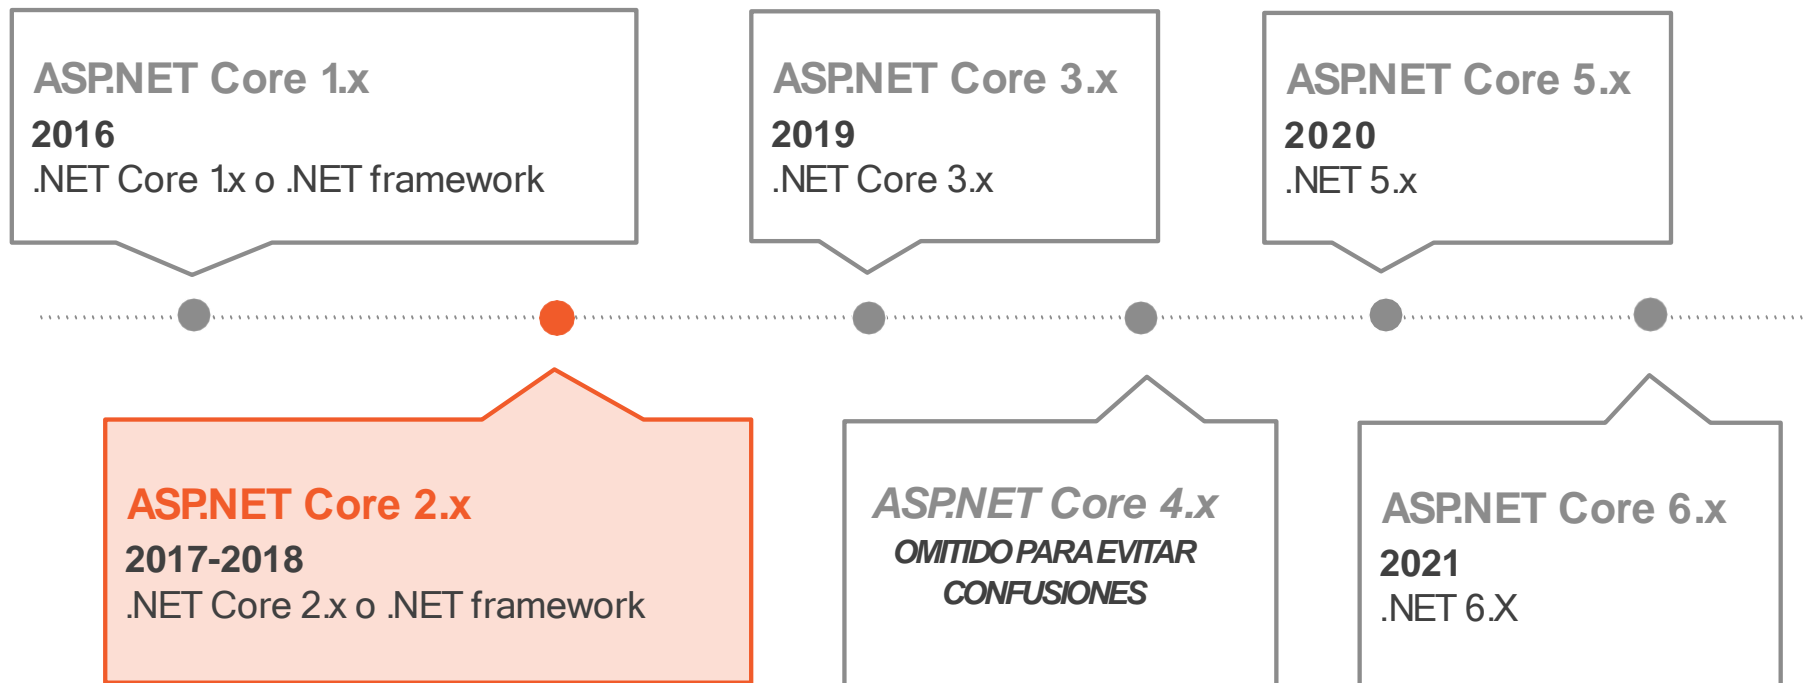 ASP.NET Core 1.x
2016
.NET Core 1.x o .NET framework
ASP.NET Core 3.x
2019
.NET Core 3.x
ASP.NET Core 5.x
2020
.NET 5.x
ASP.NET Core 2.x
2017-2018
.NET Core 2.x o .NET framework
ASP.NET Core 4.x
OMITIDO PARA EVITAR
CONFUSIONES
ASP.NET Core 6.x
2021
.NET 6.X